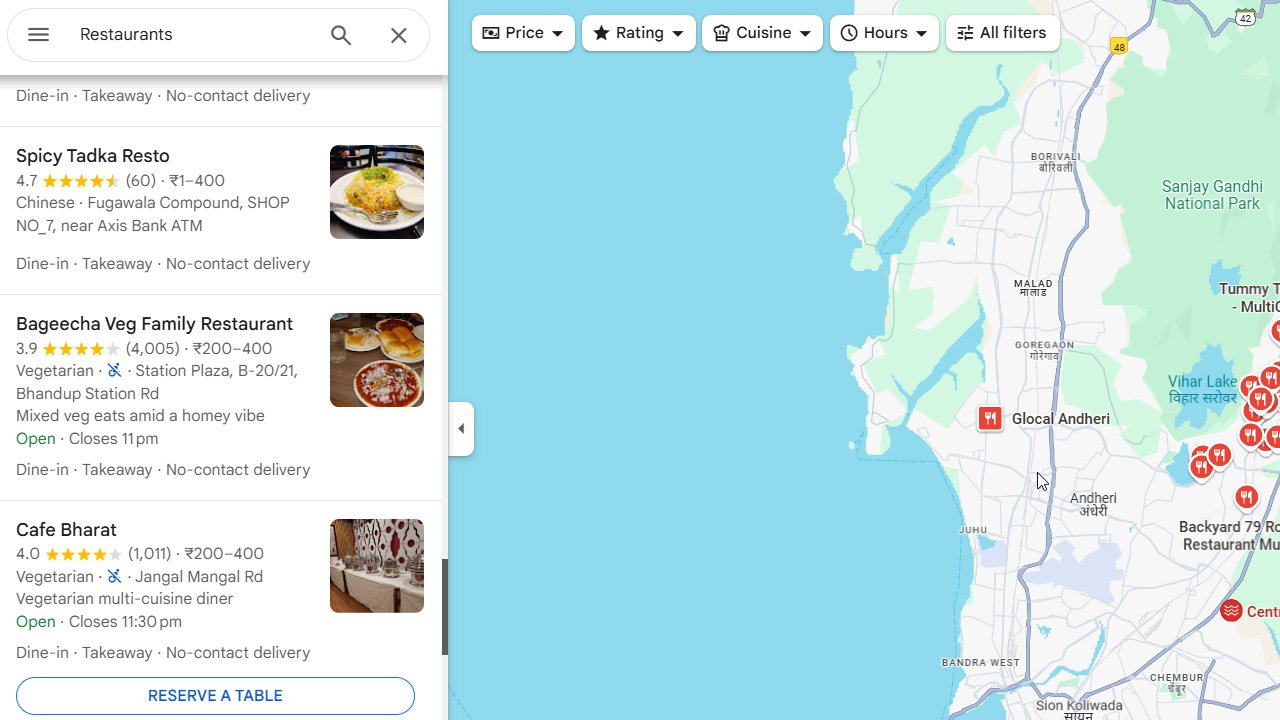 Restaurants
Price
Rating
Cuisine
Hours
All filters
Dine-in · Takeaway · No-contact delivery
Spicy Tadka Resto
4.7 (60) · ₹1–400
Chinese · Fugawala Compound, SHOP
NO_7, near Axis Bank ATM
Dine-in · Takeaway · No-contact delivery
Bageecha Veg Family Restaurant
3.9 (4,005) · ₹200–400
Vegetarian · · Station Plaza, B-20/21,
Bhandup Station Rd
Mixed veg eats amid a homey vibe
Open · Closes 11 pm
Dine-in · Takeaway · No-contact delivery
Cafe Bharat
4.0 (1,011) · ₹200–400
Vegetarian · · Jangal Mangal Rd
Vegetarian multi-cuisine diner
Open · Closes 11:30 pm
Dine-in · Takeaway · No-contact delivery
RESERVE A TABLE
42
48
BORIVALI
बोरिवली
Sanjay Gandhi
National Park
MALAD
मालाड
Tummy T
- MultiC
GOREGAON
गोरेगाव
Vihar Lake
विहार सरोवर
Glocal Andheri
Andheri
अंधेरी
JUHU
Backyard 79 Ro
Restaurant Mu
Centr
BANDRA WEST
CHEMBUR
चेंबूर
Sion Koliwada
सायन